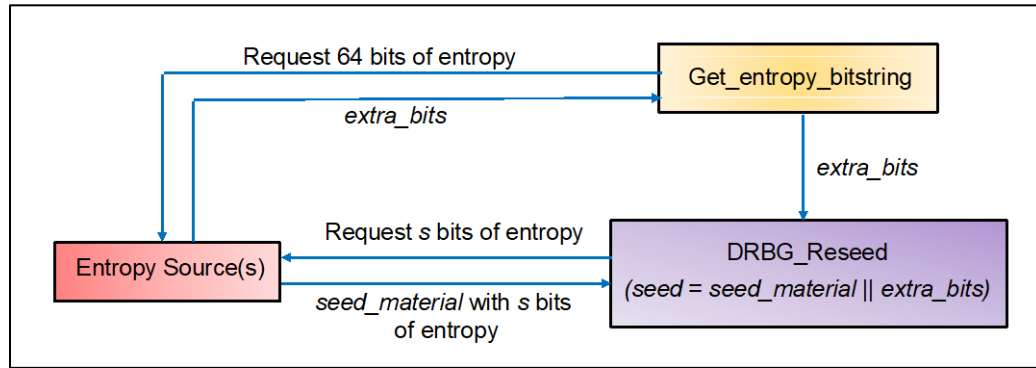 Request 64 bits of entropy
Get_entropy_bitstring
extra_bits
extra_bits
Request s bits of entropy
Entropy Source(s)
DRBG_Reseed
(seed = seed_material || extra_bits)
seed_material with s bits
of entropy